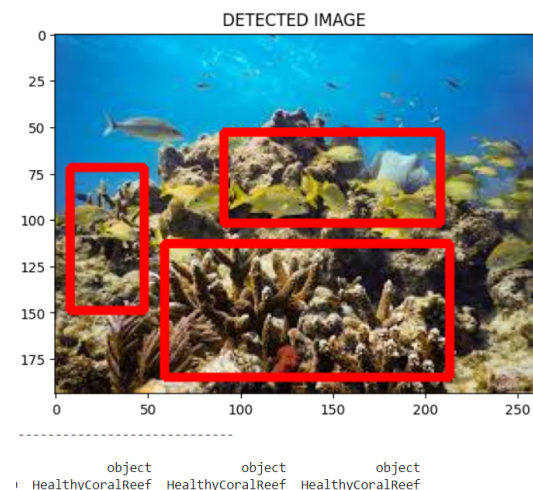 DETECTED IMAGE
0
25
50
75
100
125
150
175
0 50 100 150 200 250
----------------------------
object object object
HealthyCoralReef HealthyCoralReef HealthyCoralReef